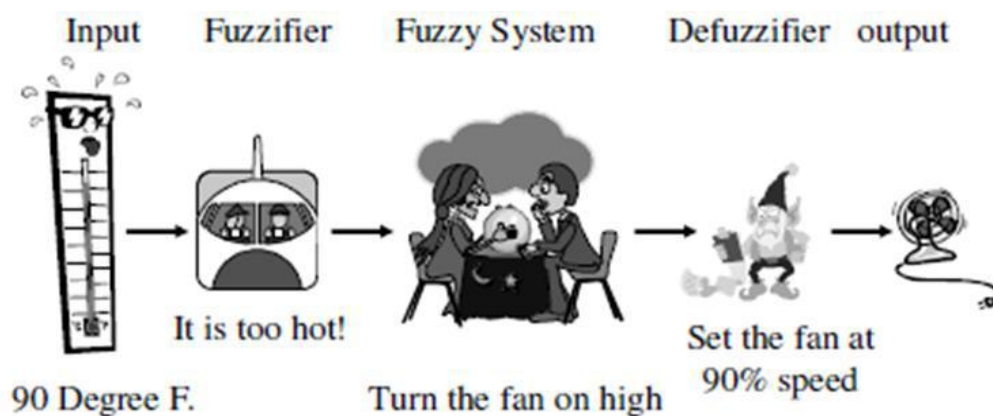 Input Fuzzifier Fuzzy System Defuzzifier output
It is too hot!
Set the fan at
90% speed
90 Degree F.
Turn the fan on high